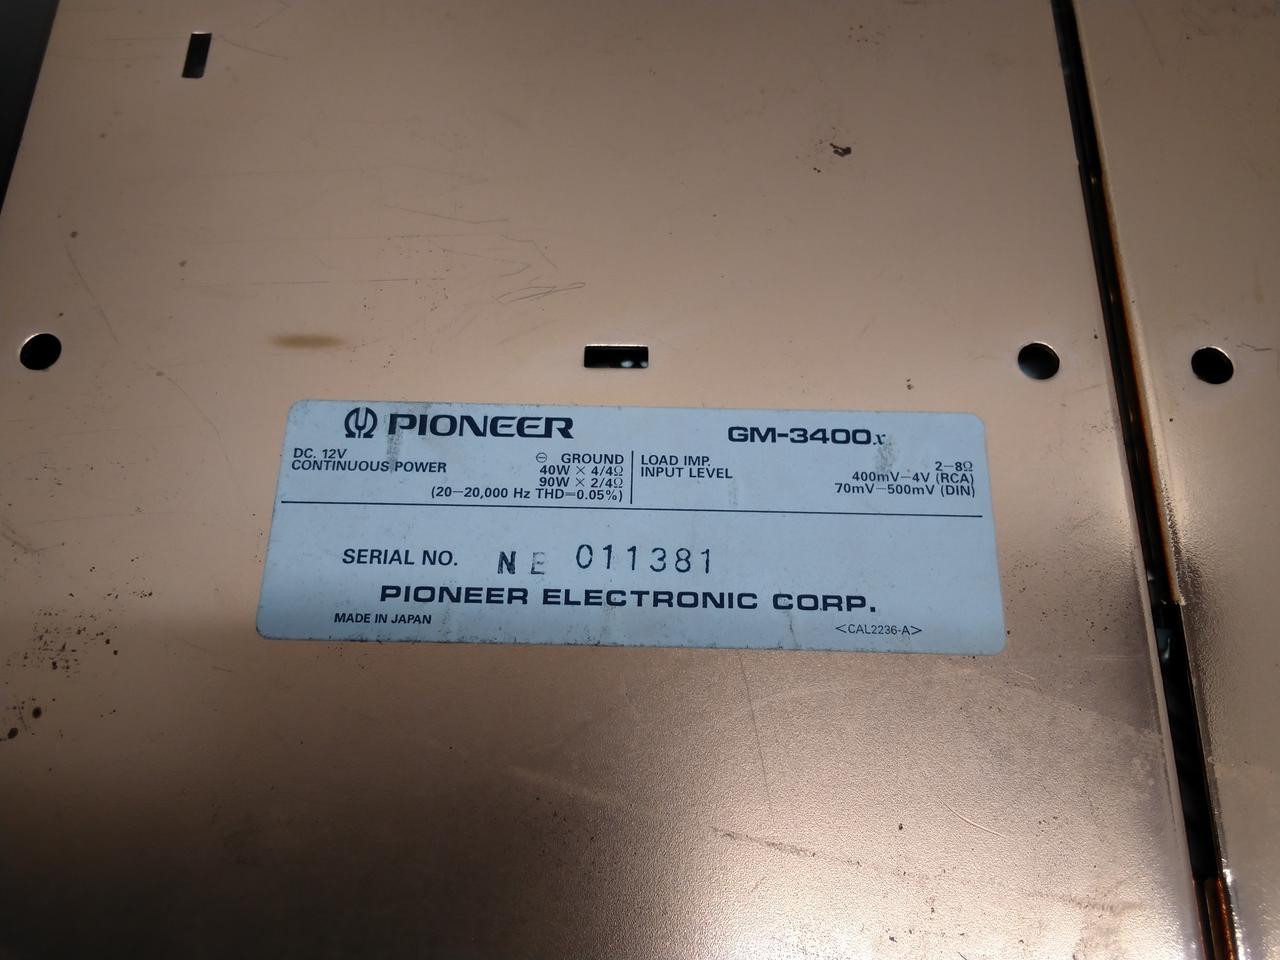 PIONEER GM-3400x
DC. 12V ⊖ GROUND
CONTINUOUS POWER 40W × 4/4Ω
90W × 2/4Ω
(20–20,000 Hz THD=0.05%)
LOAD IMP. 2–8Ω
INPUT LEVEL 400mV–4V (RCA)
70mV–500mV (DIN)
SERIAL NO. NE 011381
PIONEER ELECTRONIC CORP.
MADE IN JAPAN <CAL2236-A>